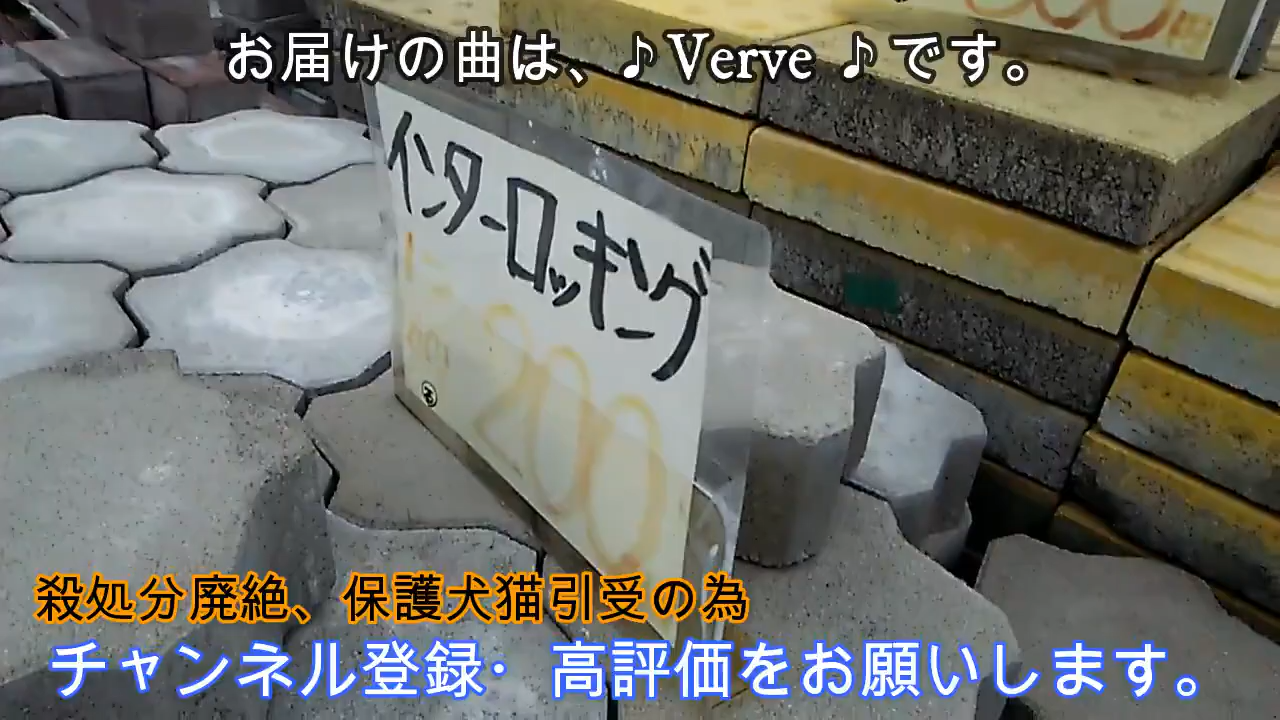 お届けの曲は、♪Verve ♪です。
インターロッキング
200
殺処分廃絶、保護犬猫引受の為
チャンネル登録・高評価をお願いします。